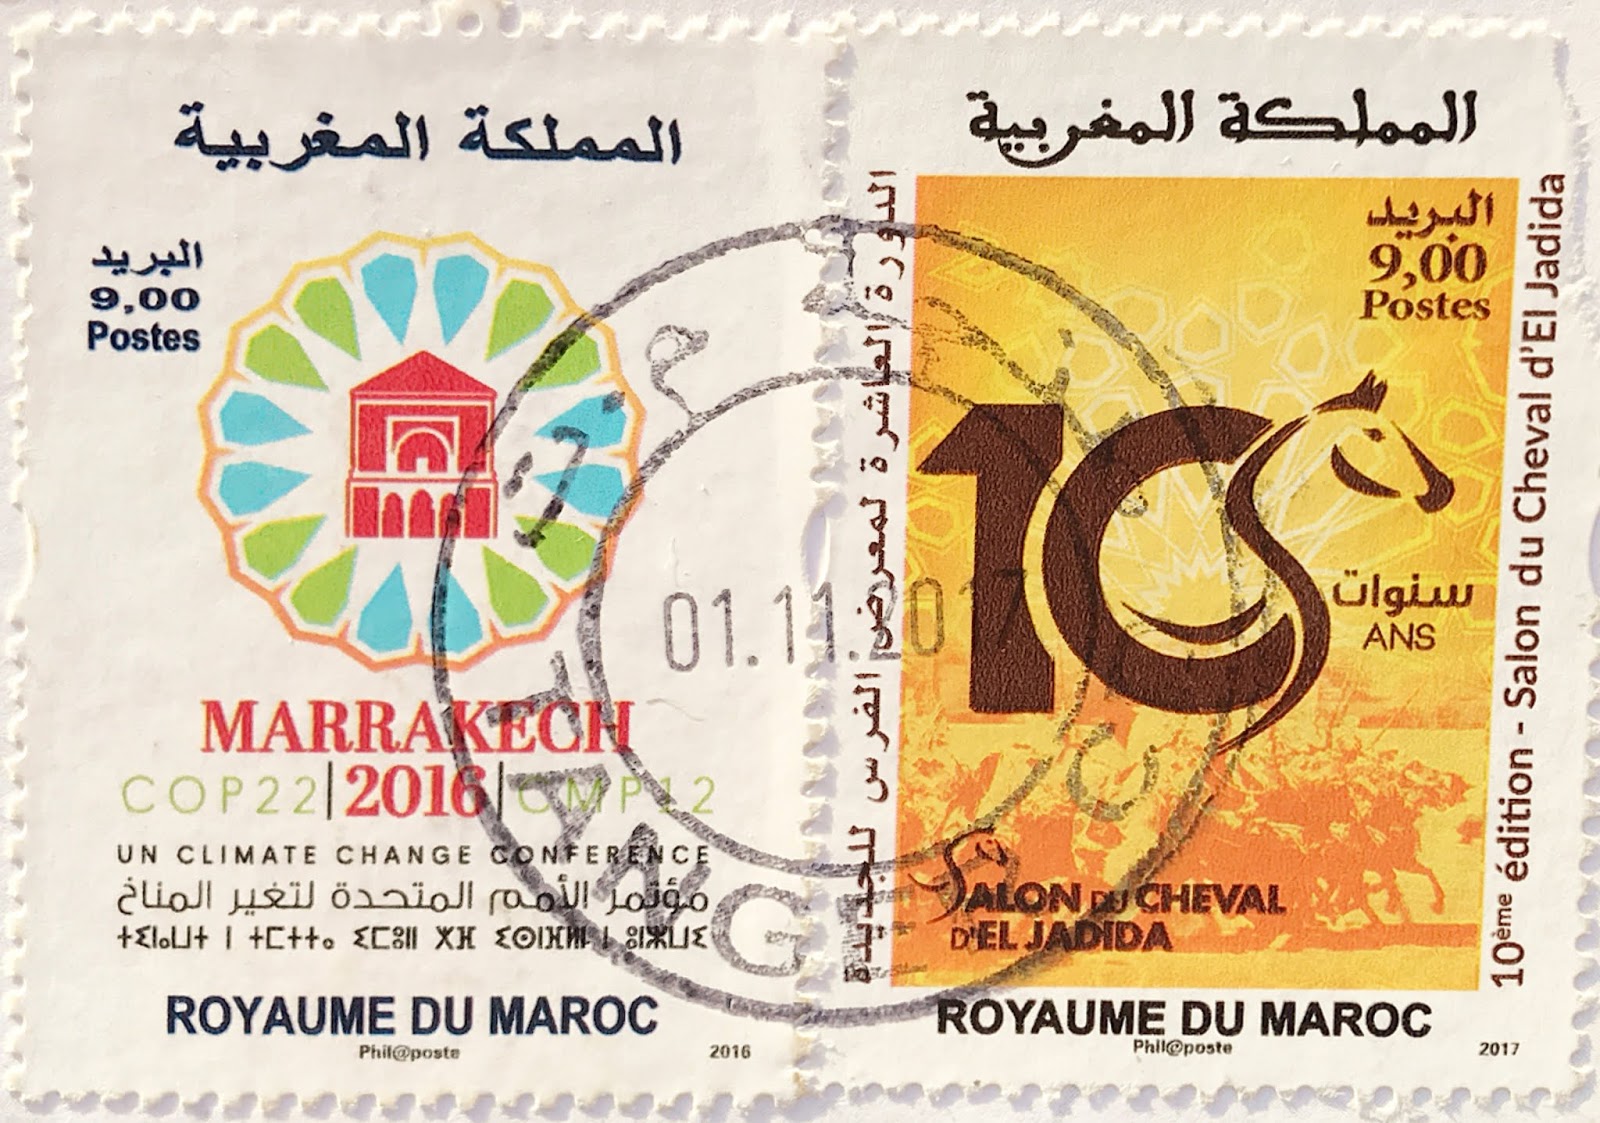 المملكة المغربية
البريد
9,00
Postes
MARRAKECH
COP22|2016|CMP12
UN CLIMATE CHANGE CONFERENCE
مؤتمر الأمم المتحدة لتغير المناخ
ROYAUME DU MAROC
Phil@poste
2016
المملكة المغربية
الدورة العاشرة لمعرض الفرس للجديدة
البريد
9,00
Postes
10
سنوات
ANS
SALON DU CHEVAL
D'EL JADIDA
10ème édition - Salon du Cheval d'El Jadida
ROYAUME DU MAROC
Phil@poste
2017
01.11.2017
TANGER